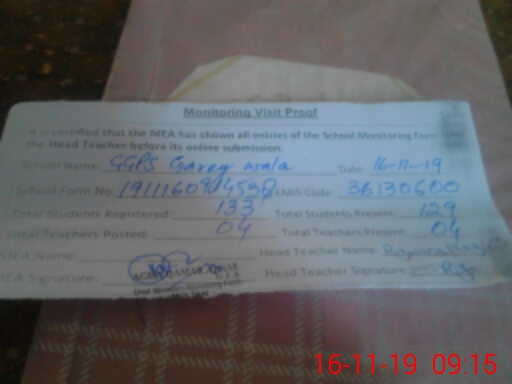 Monitoring Visit Proof
It is certified that the MEA has shown all entries of the School Monitoring Form
the Head Teacher before its online submission.
School Name: GGPS Garey wala Date: 16-11-19
School Form No: EMIS Code: 36130600
Total Students Registered: 133 Total Students Present: 129
Total Teachers Posted: 04 Total Teachers Present: 04
MEA Name: Head Teacher Name:
MEA Signature: Head Teacher Signature:
16-11-19 09:15